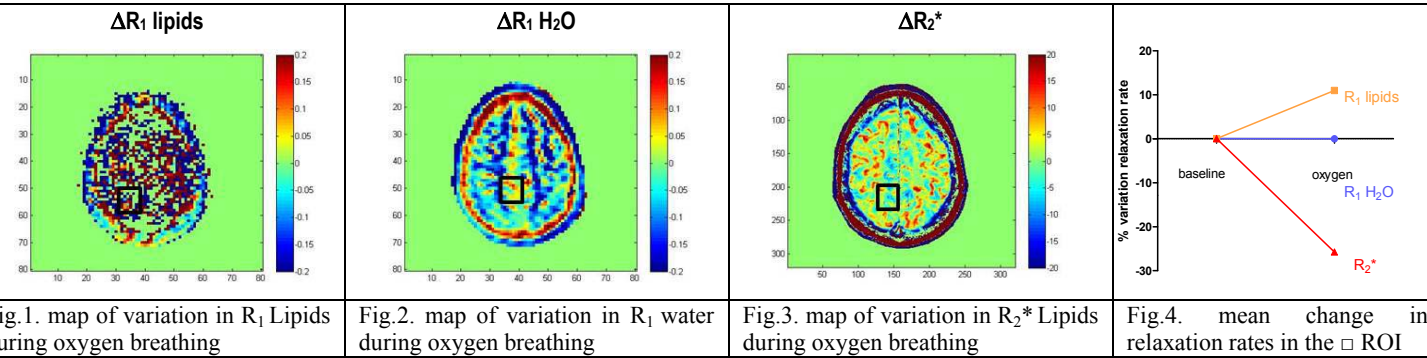 ΔR₁ lipids
10
20
30
40
50
60
70
80
10 20 30 40 50 60 70 80
0.2
0.15
0.1
0.05
0
-0.05
-0.1
-0.15
-0.2
ig.1. map of variation in R₁ Lipids
uring oxygen breathing
ΔR₁ H₂O
10
20
30
40
50
60
70
80
10 20 30 40 50 60 70 80
0.2
0.15
0.1
0.05
0
-0.05
-0.1
-0.15
-0.2
Fig.2. map of variation in R₁ water
during oxygen breathing
ΔR₂*
50
100
150
200
250
300
50 100 150 200 250 300
20
15
10
5
0
-5
-10
-15
-20
Fig.3. map of variation in R₂* Lipids
during oxygen breathing
% variation relaxation rate
20
10
0
-10
-20
-30
R₁ lipids
baseline oxygen
R₁ H₂O
R₂*
Fig.4. mean change in
relaxation rates in the □ ROI